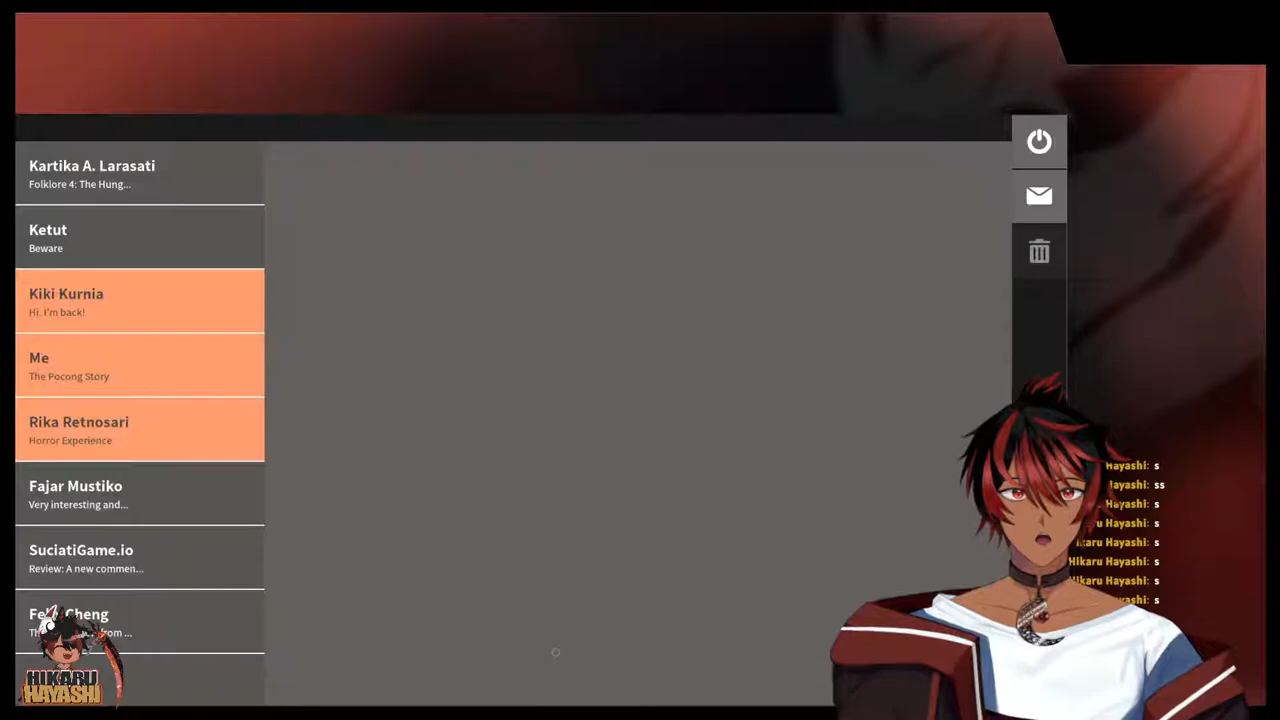 Kartika A. Larasati
Folklore 4: The Hung...
Ketut
Beware
Kiki Kurnia
Hi. I'm back!
Me
The Pocong Story
Rika Retnosari
Horror Experience
Fajar Mustiko
Very interesting and...
SuciatiGame.io
Review: A new commen...
Cheng
from ...
HIKARU
HAYASHI
Hayashi: s
Hayashi: ss
Hayashi: s
Hayashi: s
Hikaru Hayashi: s
Hikaru Hayashi: s
Hikaru Hayashi: s
Hayashi: s